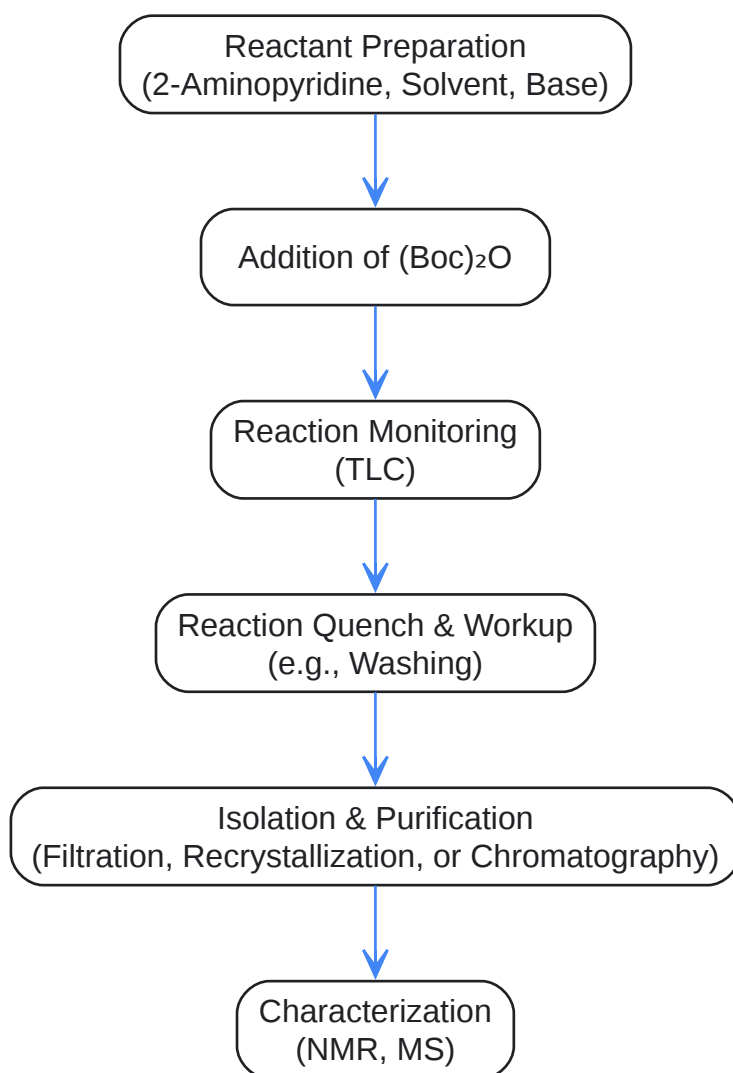 Reactant Preparation
(2-Aminopyridine, Solvent, Base)
Addition of (Boc)₂O
Reaction Monitoring
(TLC)
Reaction Quench & Workup
(e.g., Washing)
Isolation & Purification
(Filtration, Recrystallization, or Chromatography)
Characterization
(NMR, MS)